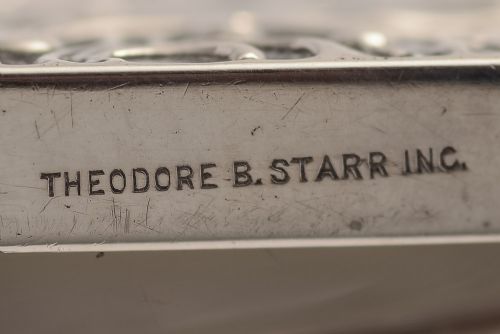 THEODORE B. STARR INC.